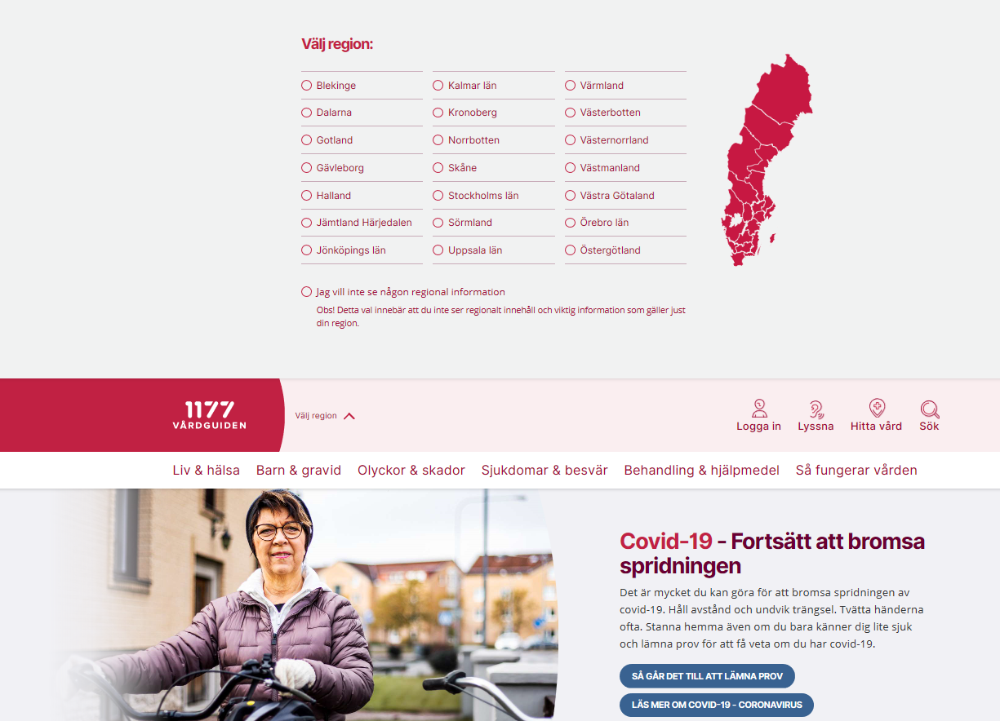 Välj region:
Blekinge
Dalarna
Gotland
Gävleborg
Halland
Jämtland Härjedalen
Jönköpings län
Kalmar län
Kronoberg
Norrbotten
Skåne
Stockholms län
Sörmland
Uppsala län
Värmland
Västerbotten
Västernorrland
Västmanland
Västra Götaland
Örebro län
Östergötland
Jag vill inte se någon regional information
Obs! Detta val innebär att du inte ser regionalt innehåll och viktig information som gäller just
din region.
1177
VÅRDGUIDEN
Välj region
Logga in
Lyssna
Hitta vård
Sök
Liv & hälsa
Barn & gravid
Olyckor & skador
Sjukdomar & besvär
Behandling & hjälpmedel
Så fungerar vården
Covid-19 - Fortsätt att bromsa
spridningen
Det är mycket du kan göra för att bromsa spridningen av
covid-19. Håll avstånd och undvik trängsel. Tvätta händerna
ofta. Stanna hemma även om du bara känner dig lite sjuk
och lämna prov för att få veta om du har covid-19.
SÅ GÅR DET TILL ATT LÄMNA PROV
LÄS MER OM COVID-19 - CORONAVIRUS